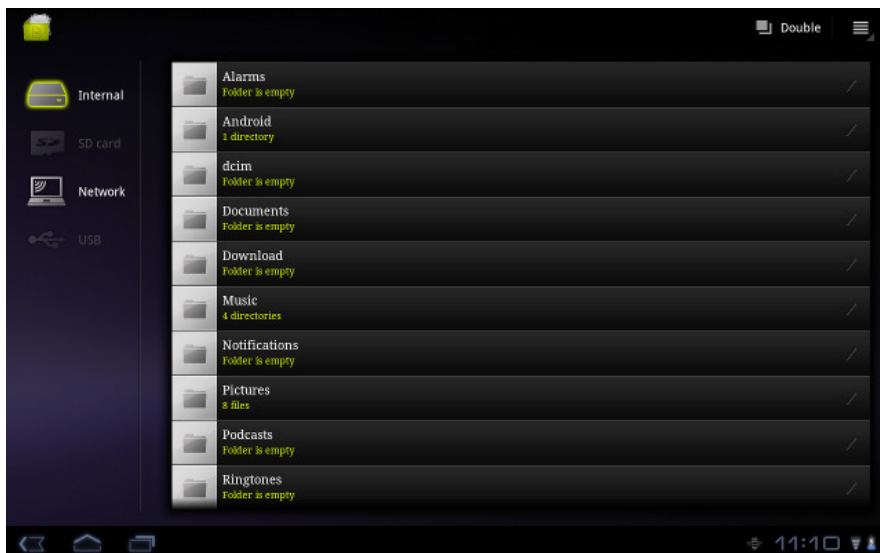 Double
Internal
SD card
Network
USB
Alarms
Folder is empty
Android
1 directory
dcim
Folder is empty
Documents
Folder is empty
Download
Folder is empty
Music
4 directories
Notifications
Folder is empty
Pictures
8 files
Podcasts
Folder is empty
Ringtones
Folder is empty
11:10